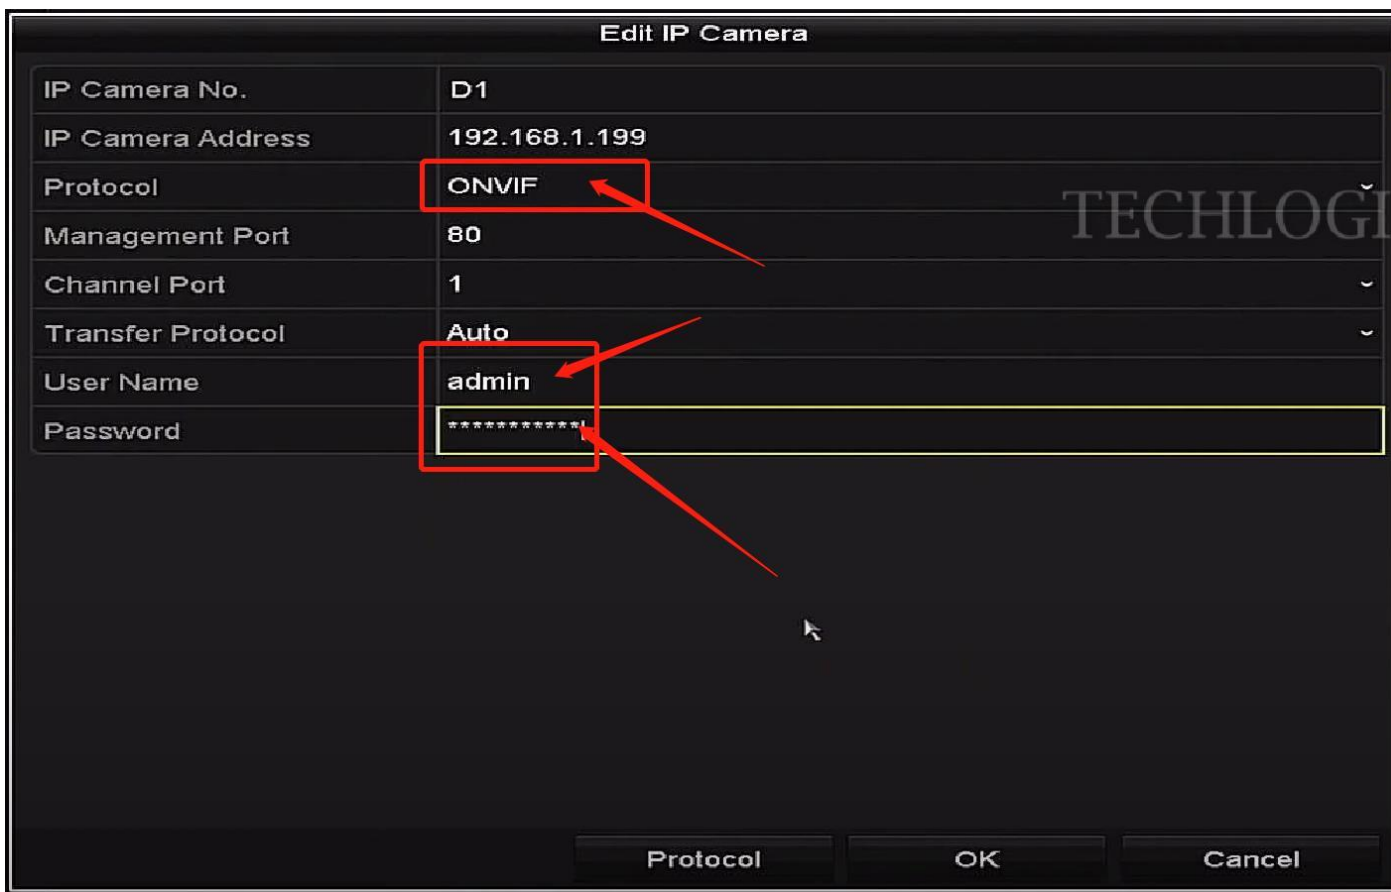 Edit IP Camera
IP Camera No. D1
IP Camera Address 192.168.1.199
Protocol ONVIF
TECHLOGI
Management Port 80
Channel Port 1
Transfer Protocol Auto
User Name admin
Password ***********
Protocol OK Cancel